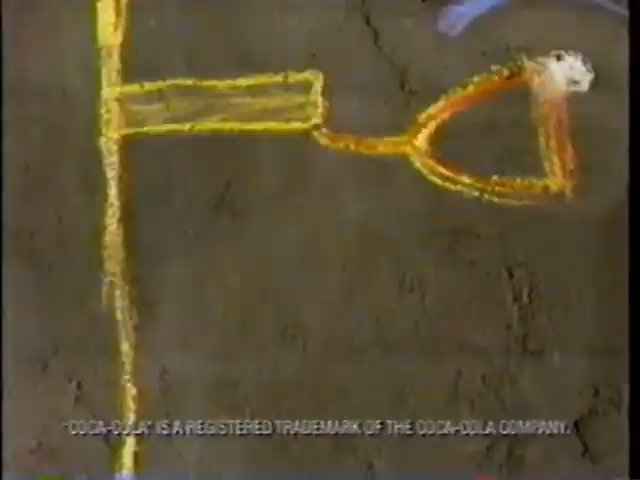 "COCA-COLA" IS A REGISTERED TRADEMARK OF THE COCA-COLA COMPANY.